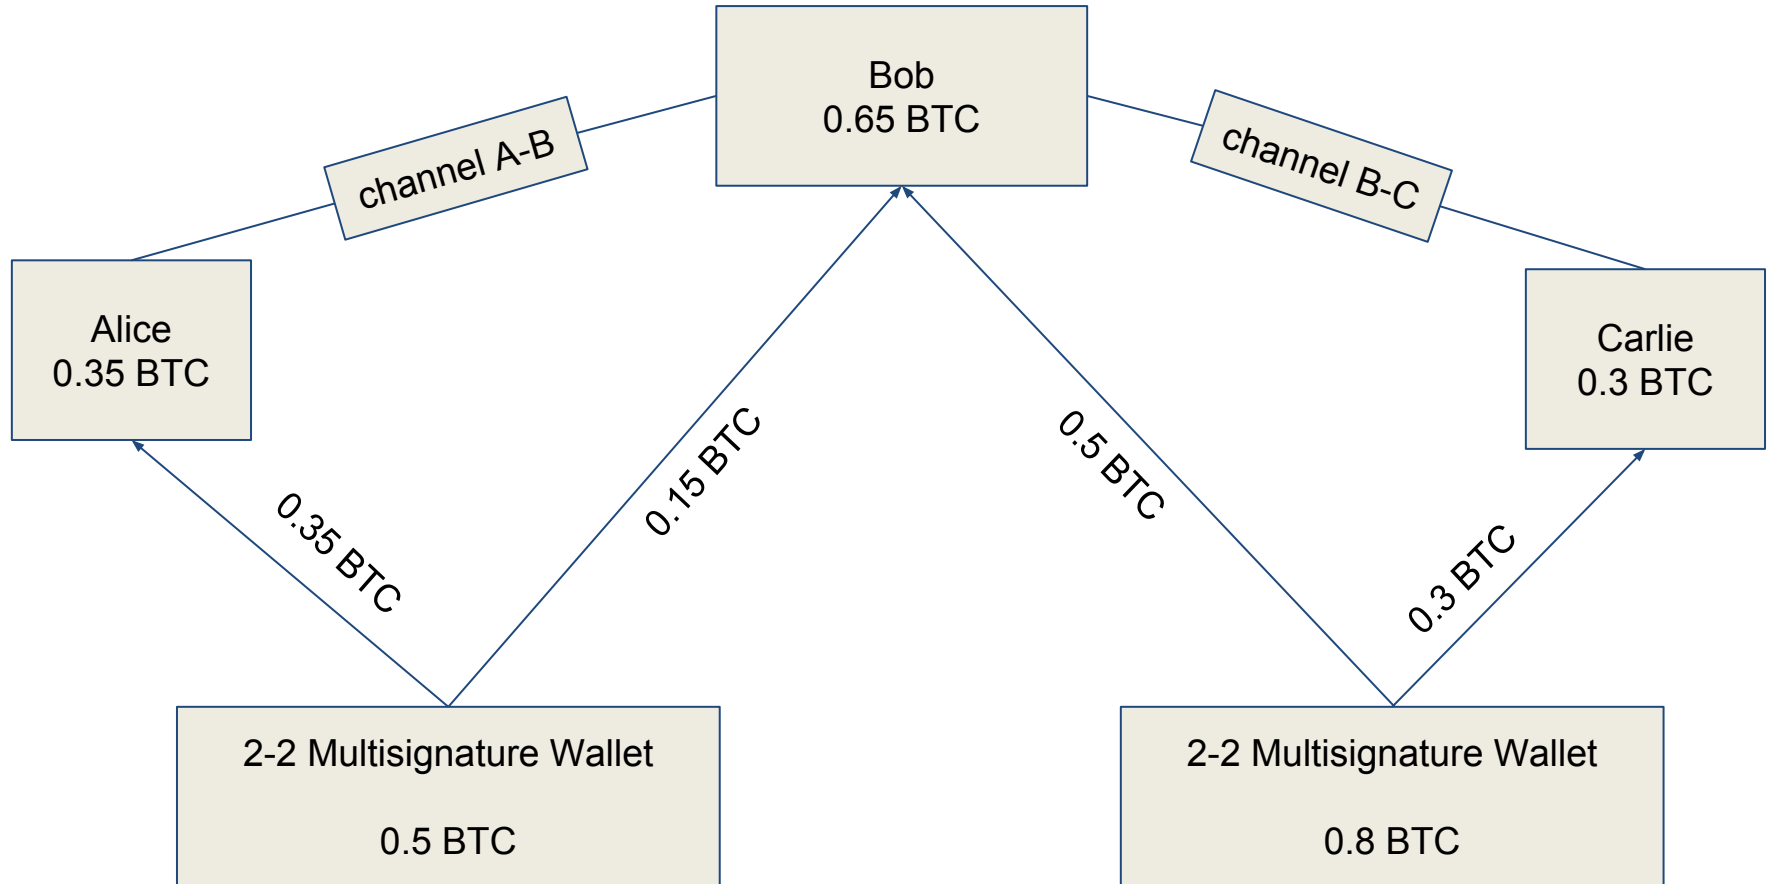 Bob
0.65 BTC
channel A-B
channel B-C
Alice
0.35 BTC
Carlie
0.3 BTC
0.35 BTC
0.15 BTC
0.5 BTC
0.3 BTC
2-2 Multisignature Wallet
0.5 BTC
2-2 Multisignature Wallet
0.8 BTC